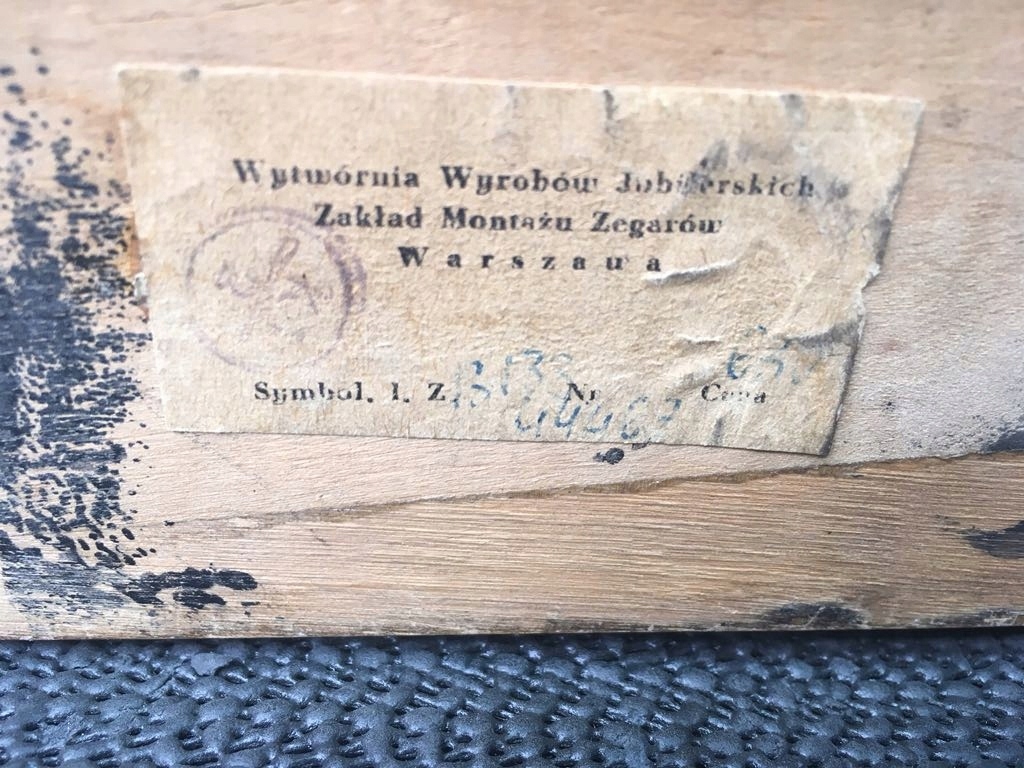 Wytwórnia Wyrobów Jubilerskich
Zakład Montażu Zegarów
Warszawa
Symbol. l. Z. Nr Cena